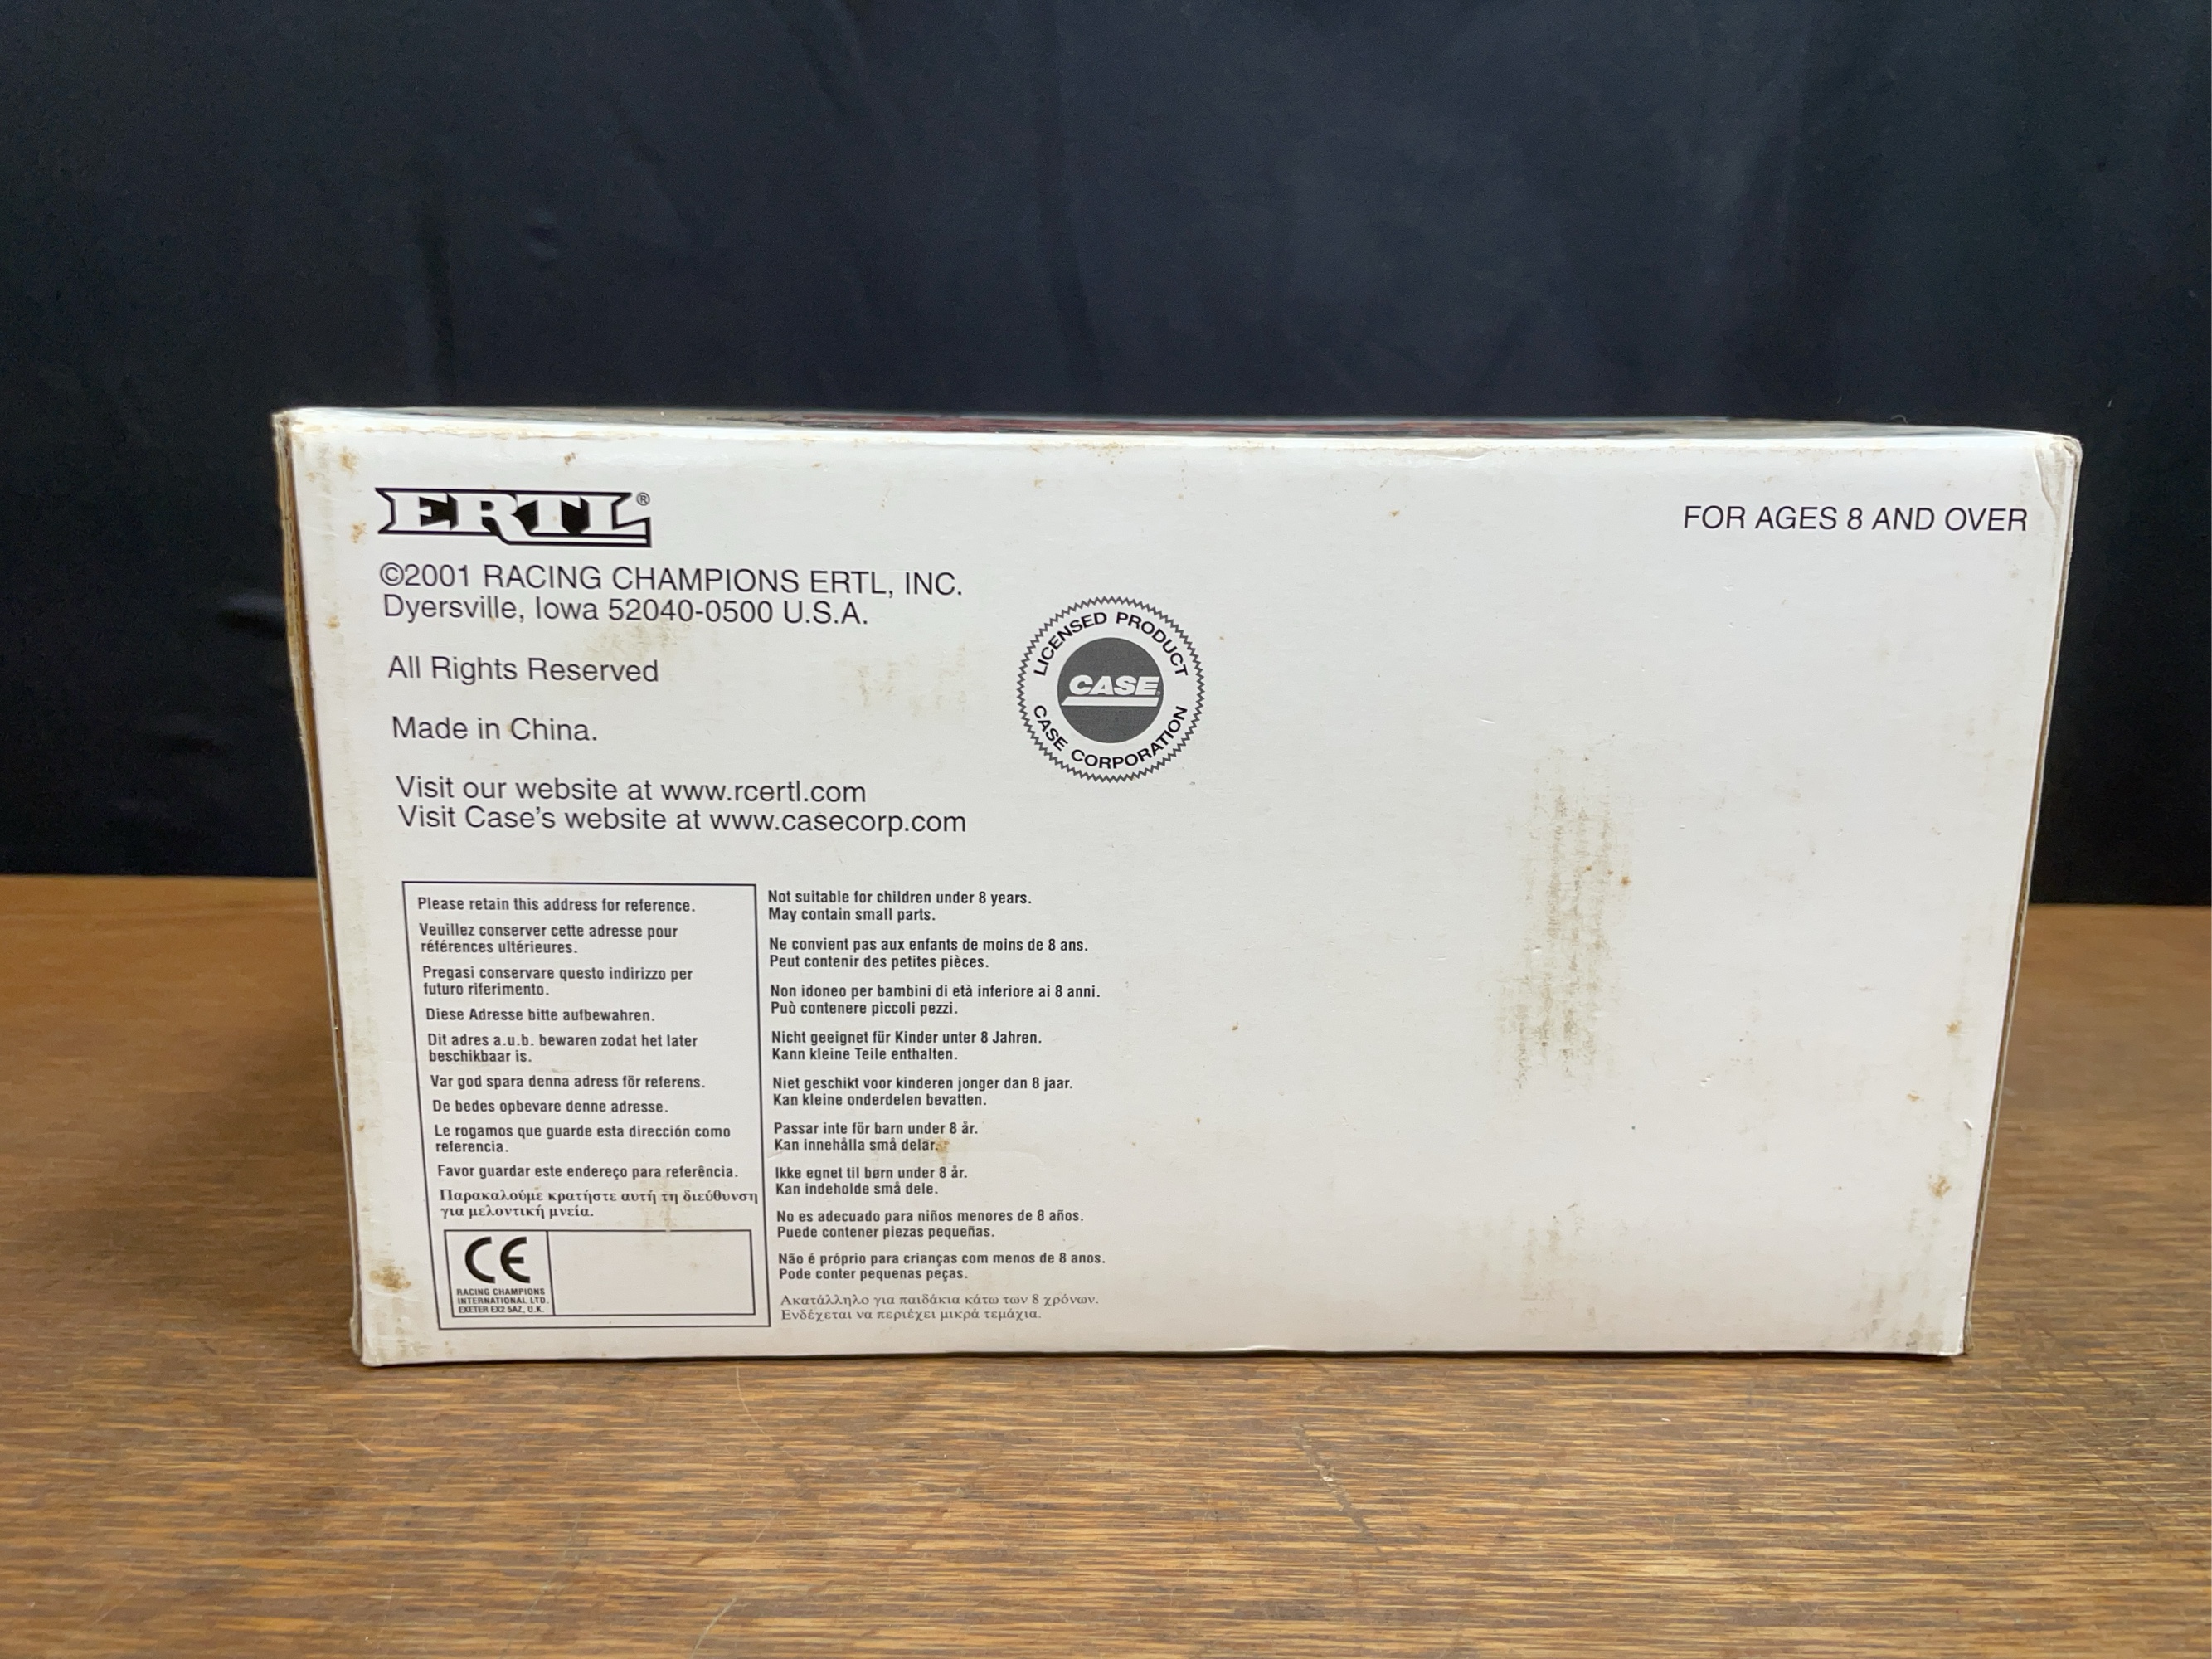 ERTL®
FOR AGES 8 AND OVER
©2001 RACING CHAMPIONS ERTL, INC.
Dyersville, Iowa 52040-0500 U.S.A.
All Rights Reserved
Made in China.
Visit our website at www.rcertl.com
Visit Case's website at www.casecorp.com
LICENSED PRODUCT
CASE
CASE CORPORATION
Please retain this address for reference.
Veuillez conserver cette adresse pour
références ultérieures.
Pregasi conservare questo indirizzo per
futuro riferimento.
Diese Adresse bitte aufbewahren.
Dit adres a.u.b. bewaren zodat het later
beschikbaar is.
Var god spara denna adress för referens.
De bedes opbevare denne adresse.
Le rogamos que guarde esta dirección como
referencia.
Favor guardar este endereço para referência.
Παρακαλούμε κρατήστε αυτή τη διεύθυνση
για μελοντική μνεία.
CE
RACING CHAMPIONS
INTERNATIONAL LTD.
EXETER EX2 5AZ, U.K.
Not suitable for children under 8 years.
May contain small parts.
Ne convient pas aux enfants de moins de 8 ans.
Peut contenir des petites pièces.
Non idoneo per bambini di età inferiore ai 8 anni.
Può contenere piccoli pezzi.
Nicht geeignet für Kinder unter 8 Jahren.
Kann kleine Teile enthalten.
Niet geschikt voor kinderen jonger dan 8 jaar.
Kan kleine onderdelen bevatten.
Passar inte för barn under 8 år.
Kan innehålla små delar.
Ikke egnet til børn under 8 år.
Kan indeholde små dele.
No es adecuado para niños menores de 8 años.
Puede contener piezas pequeñas.
Não é próprio para crianças com menos de 8 anos.
Pode conter pequenas peças.
Ακατάλληλο για παιδάκια κάτω των 8 χρόνων.
Ενδέχεται να περιέχει μικρά τεμάχια.